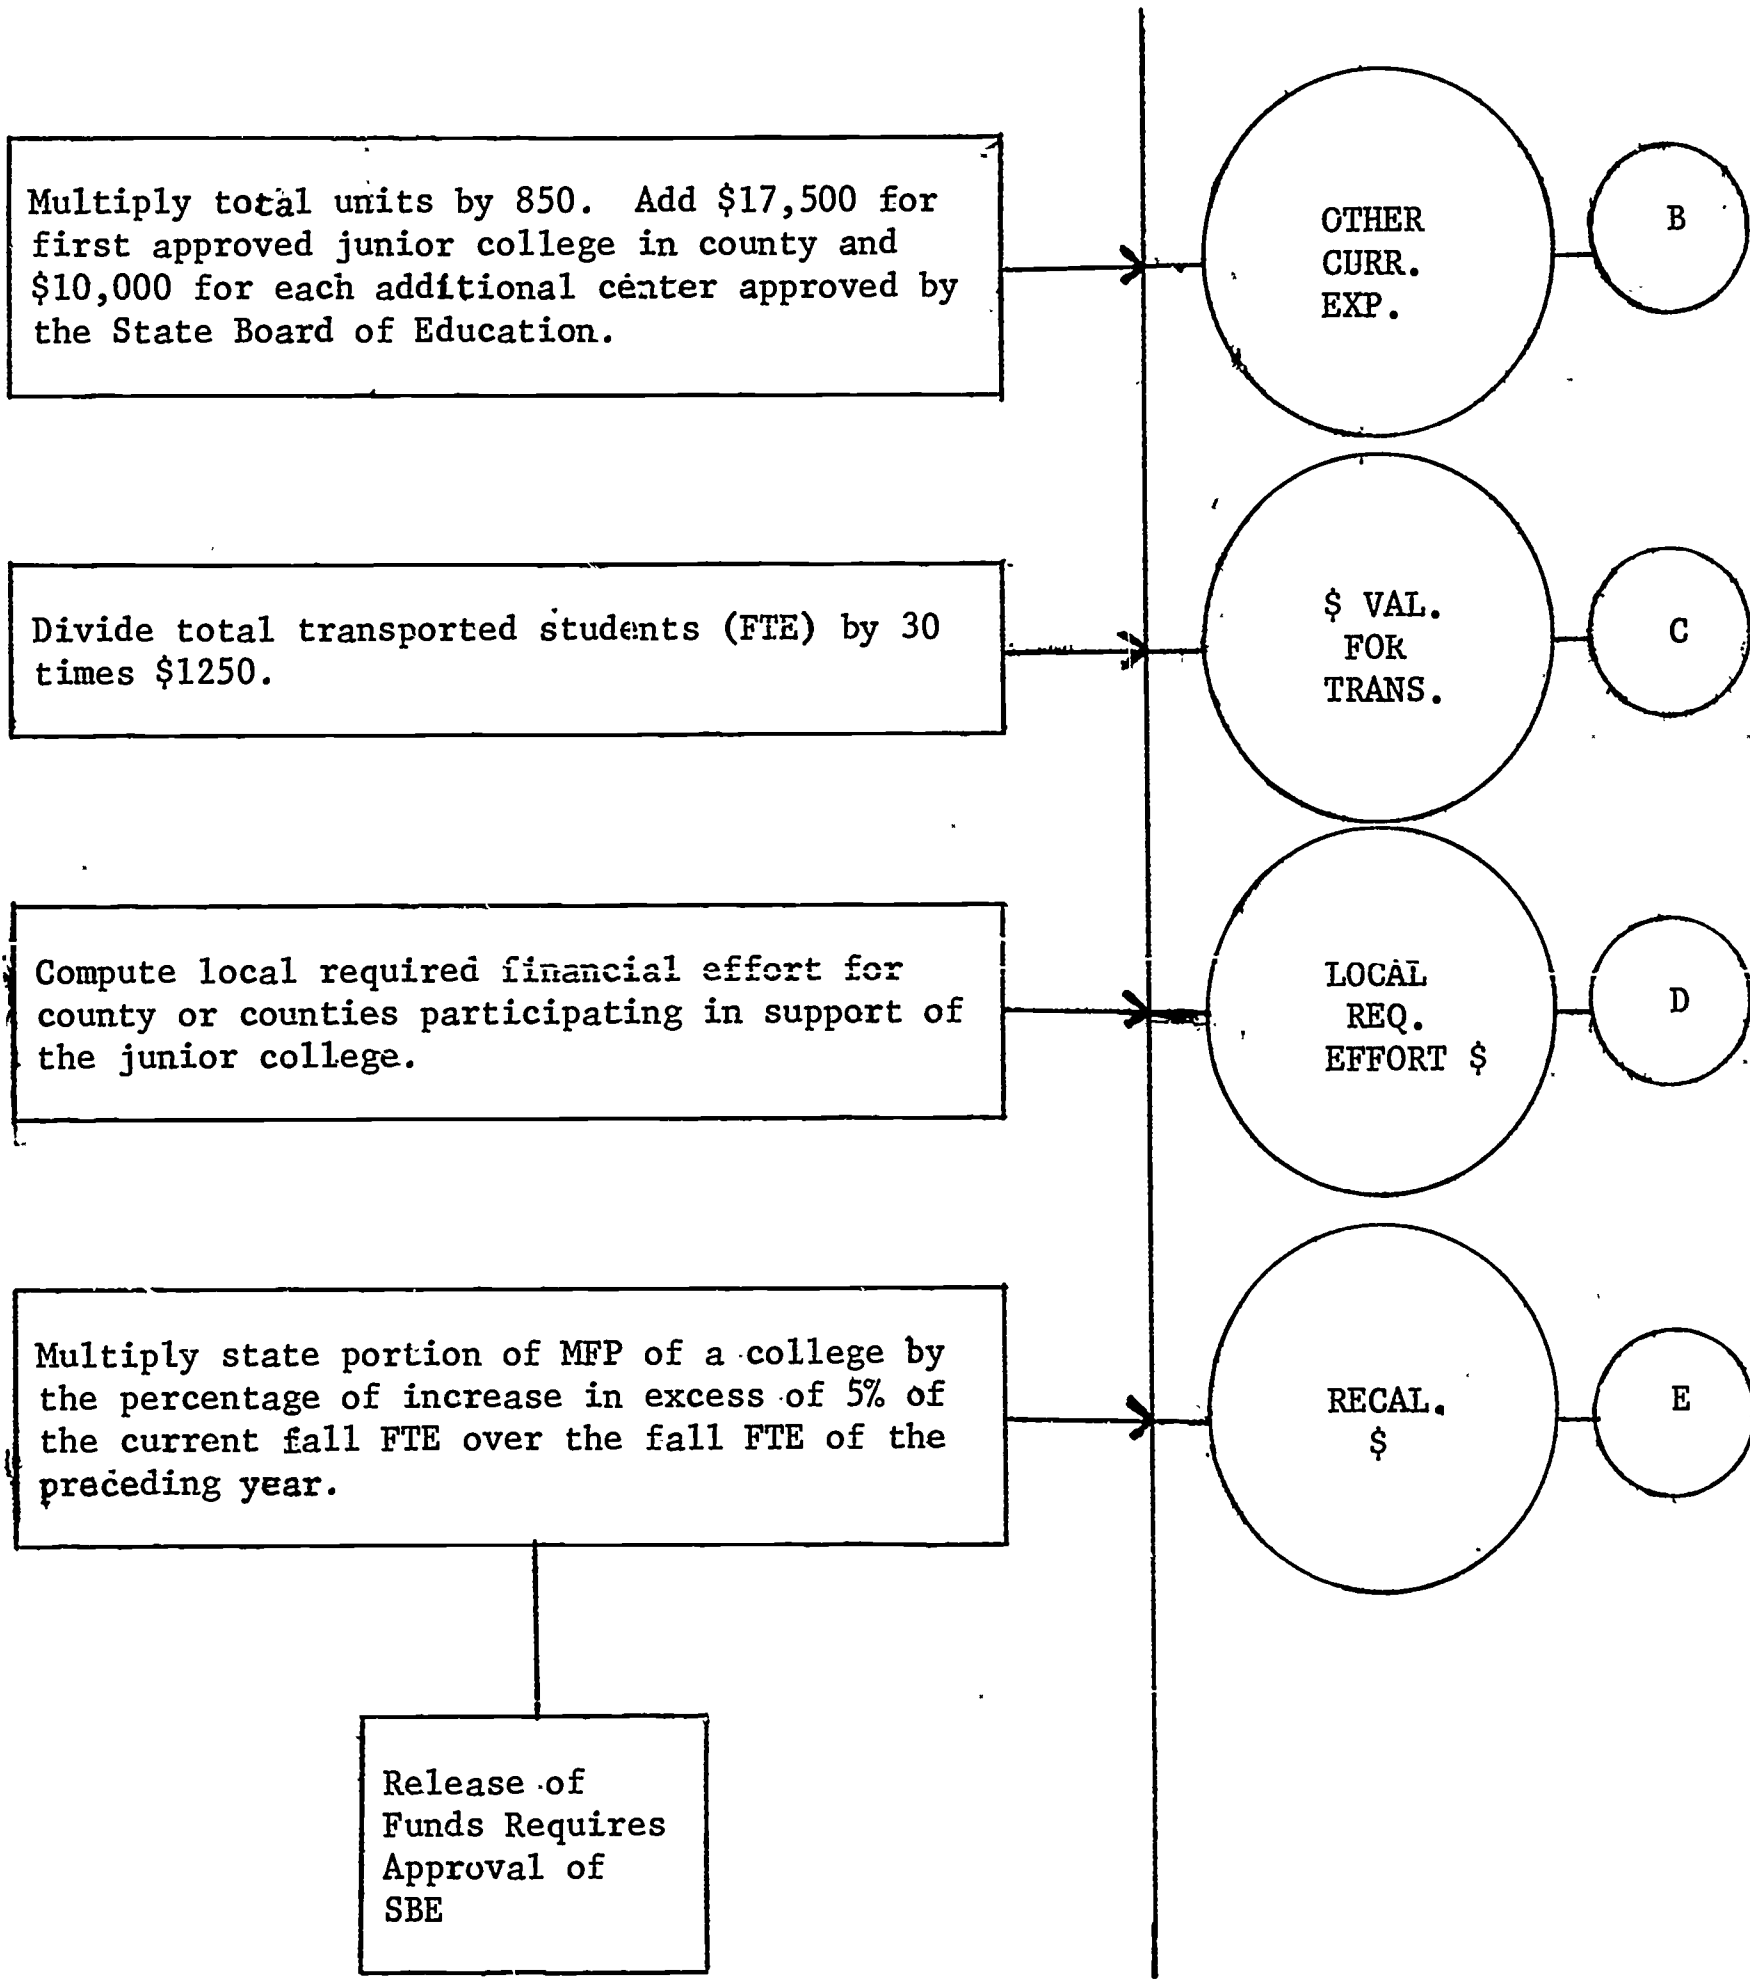 Multiply total units by 850. Add $17,500 for
first approved junior college in county and
$10,000 for each additional center approved by
the State Board of Education.
OTHER
CURR.
EXP.
B
Divide total transported students (FTE) by 30
times $1250.
$ VAL.
FOR
TRANS.
C
Compute local required financial effort for
county or counties participating in support of
the junior college.
LOCAL
REQ.
EFFORT $
D
Multiply state portion of MFP of a college by
the percentage of increase in excess of 5% of
the current fall FTE over the fall FTE of the
preceding year.
RECAL.
$
E
Release of
Funds Requires
Approval of
SBE